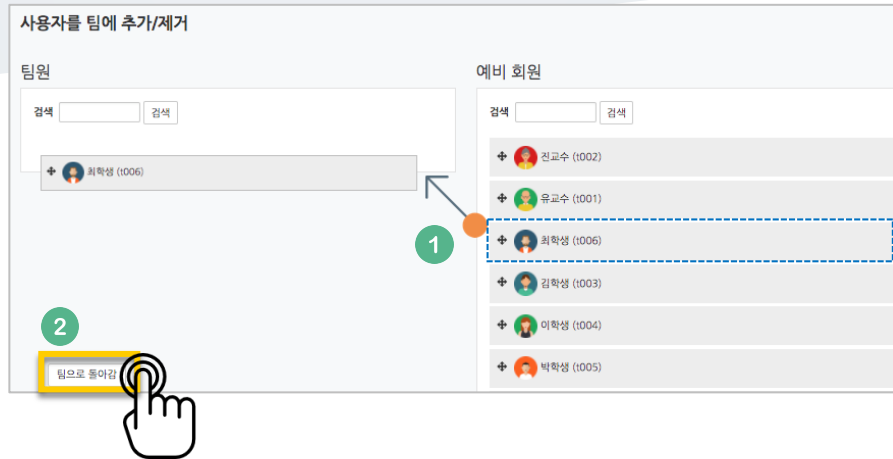 사용자를 팀에 추가/제거
팀원
검색 검색
최학생 (t006)
1
2
팀으로 돌아감
예비 회원
검색 검색
진교수 (t002)
유교수 (t001)
최학생 (t006)
김학생 (t003)
이학생 (t004)
박학생 (t005)